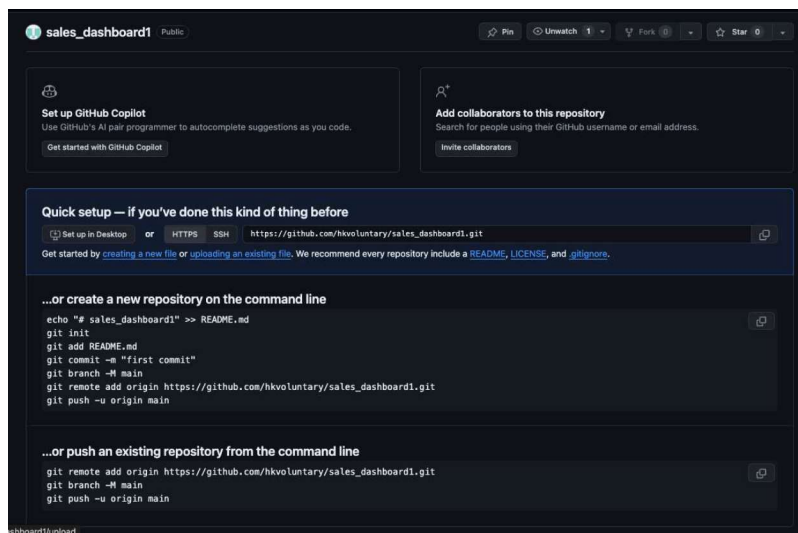 sales_dashboard1 Public Pin Unwatch 1 Fork 0 Star 0
Set up GitHub Copilot
Use GitHub's AI pair programmer to autocomplete suggestions as you code.
Get started with GitHub Copilot
Add collaborators to this repository
Search for people using their GitHub username or email address.
Invite collaborators
Quick setup — if you've done this kind of thing before
Set up in Desktop or HTTPS SSH https://github.com/hkvoluntary/sales_dashboard1.git
Get started by creating a new file or uploading an existing file. We recommend every repository include a README, LICENSE, and .gitignore.
...or create a new repository on the command line
echo "# sales_dashboard1" >> README.md
git init
git add README.md
git commit -m "first commit"
git branch -M main
git remote add origin https://github.com/hkvoluntary/sales_dashboard1.git
git push -u origin main
...or push an existing repository from the command line
git remote add origin https://github.com/hkvoluntary/sales_dashboard1.git
git branch -M main
git push -u origin main